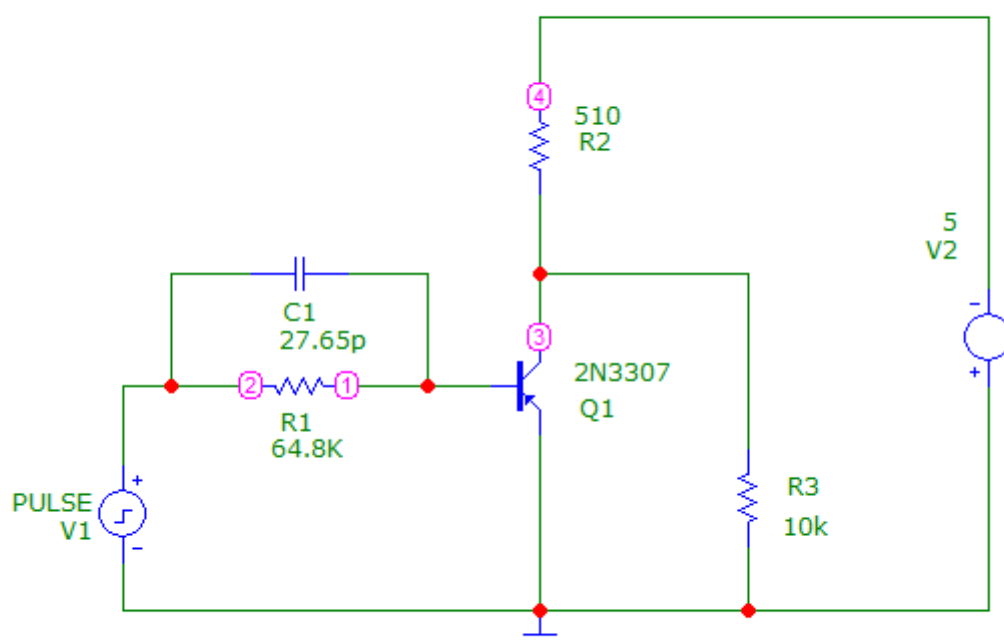 4
510
R2
5
V2
C1
27.65p
3
2N3307
Q1
2
1
R1
64.8K
PULSE
V1
+
-
-
+
R3
10k